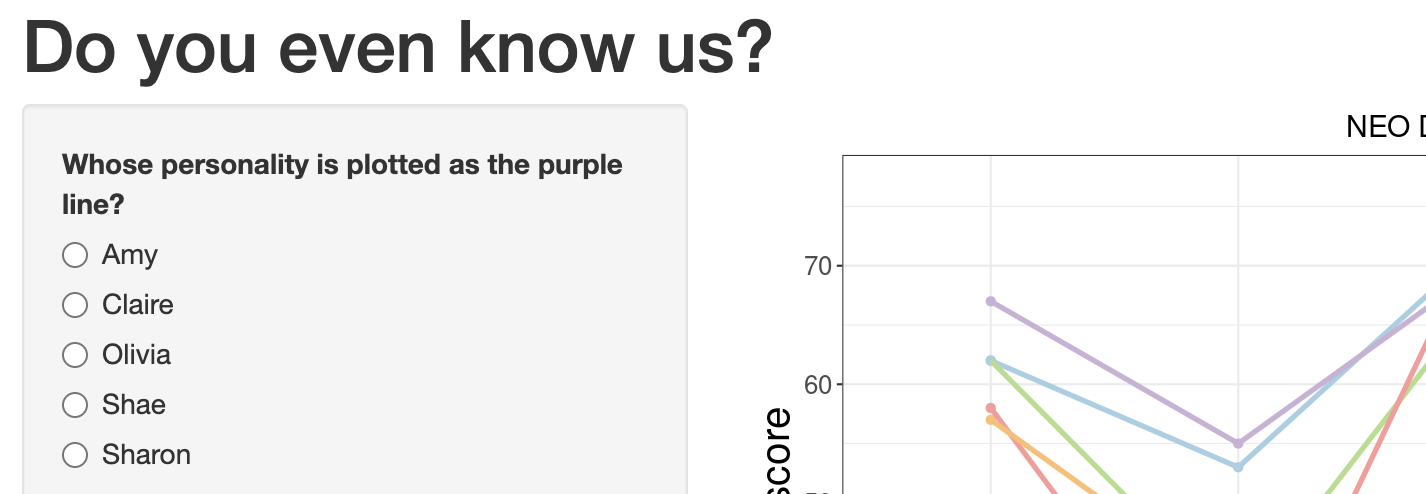 Do you even know us?
Whose personality is plotted as the purple
line?
Amy
Claire
Olivia
Shae
Sharon
NEO
70
60
score